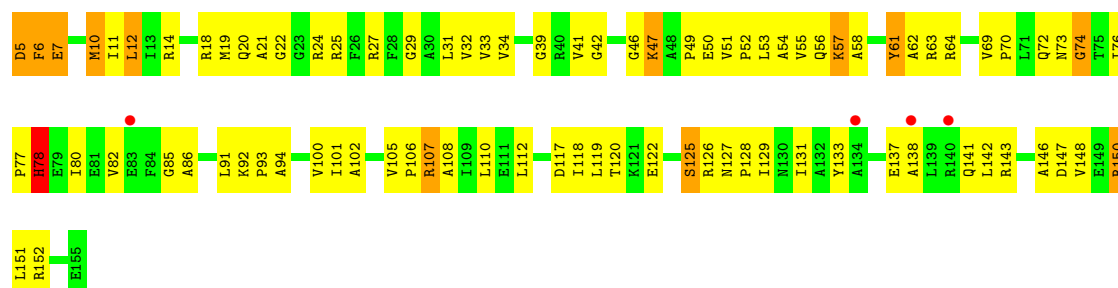 D5 F6 E7 M10 I11 L12 I13 R14 R18 M19 Q20 A21 G22 G23 R24 R25 F26 R27 F28 G29 A30 L31 V32 V33 V34 G39 R40 V41 G42 G46 K47 A48 P49 E50 V51 P52 L53 A54 V55 Q56 K57 A58 Y61 A62 R63 R64 V69 P70 L71 Q72 N73 G74 T75 I76
P77 H78 E79 I80 E81 V82 E83 F84 G85 A86 L91 K92 P93 A94 V100 I101 A102 V105 P106 R107 A108 I109 L110 E111 L112 D117 I118 L119 T120 K121 E122 S125 R126 N127 P128 I129 N130 I131 A132 Y133 A134 E137 A138 L139 R140 Q141 L142 R143 A146 D147 V148 E149 R150
L151 R152 E155